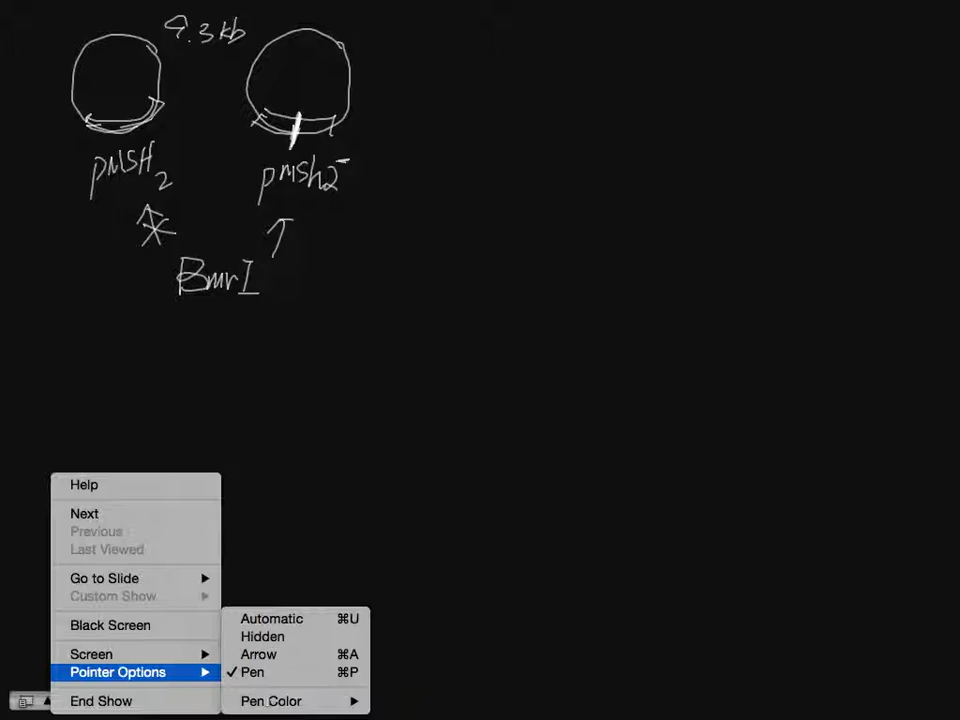 9.3kb
pMSH2
pMSh2-
BmrI
Help
Next
Previous
Last Viewed
Go to Slide
Custom Show
Black Screen
Screen
Pointer Options
End Show
Automatic ⌘U
Hidden
Arrow ⌘A
✓ Pen ⌘P
Pen Color